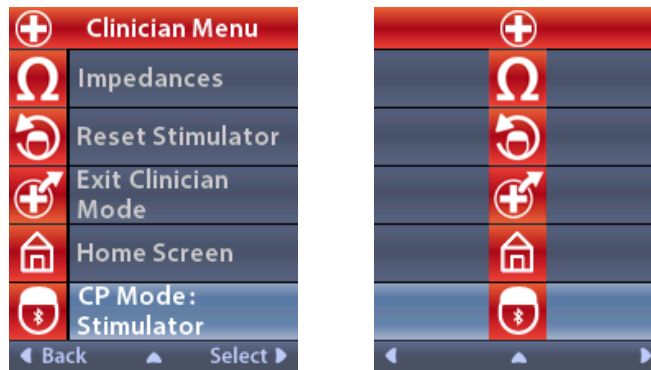 Clinician Menu
Impedances
Reset Stimulator
Exit Clinician
Mode
Home Screen
CP Mode:
Stimulator
Back Select